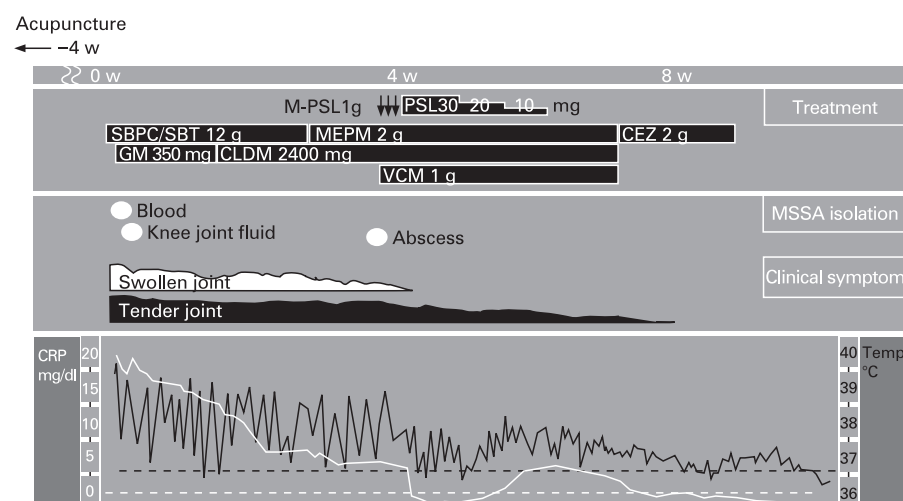 Acupuncture
← −4 w
0 w 4 w 8 w
M-PSL1g PSL30 20 10 mg
Treatment
SBPC/SBT 12 g MEPM 2 g CEZ 2 g
GM 350 mg CLDM 2400 mg
VCM 1 g
Blood
MSSA isolation
Knee joint fluid
Abscess
Swollen joint
Clinical symptom
Tender joint
CRP 20 40 Temp
mg/dl °C
15 39
10 38
5 37
0 36